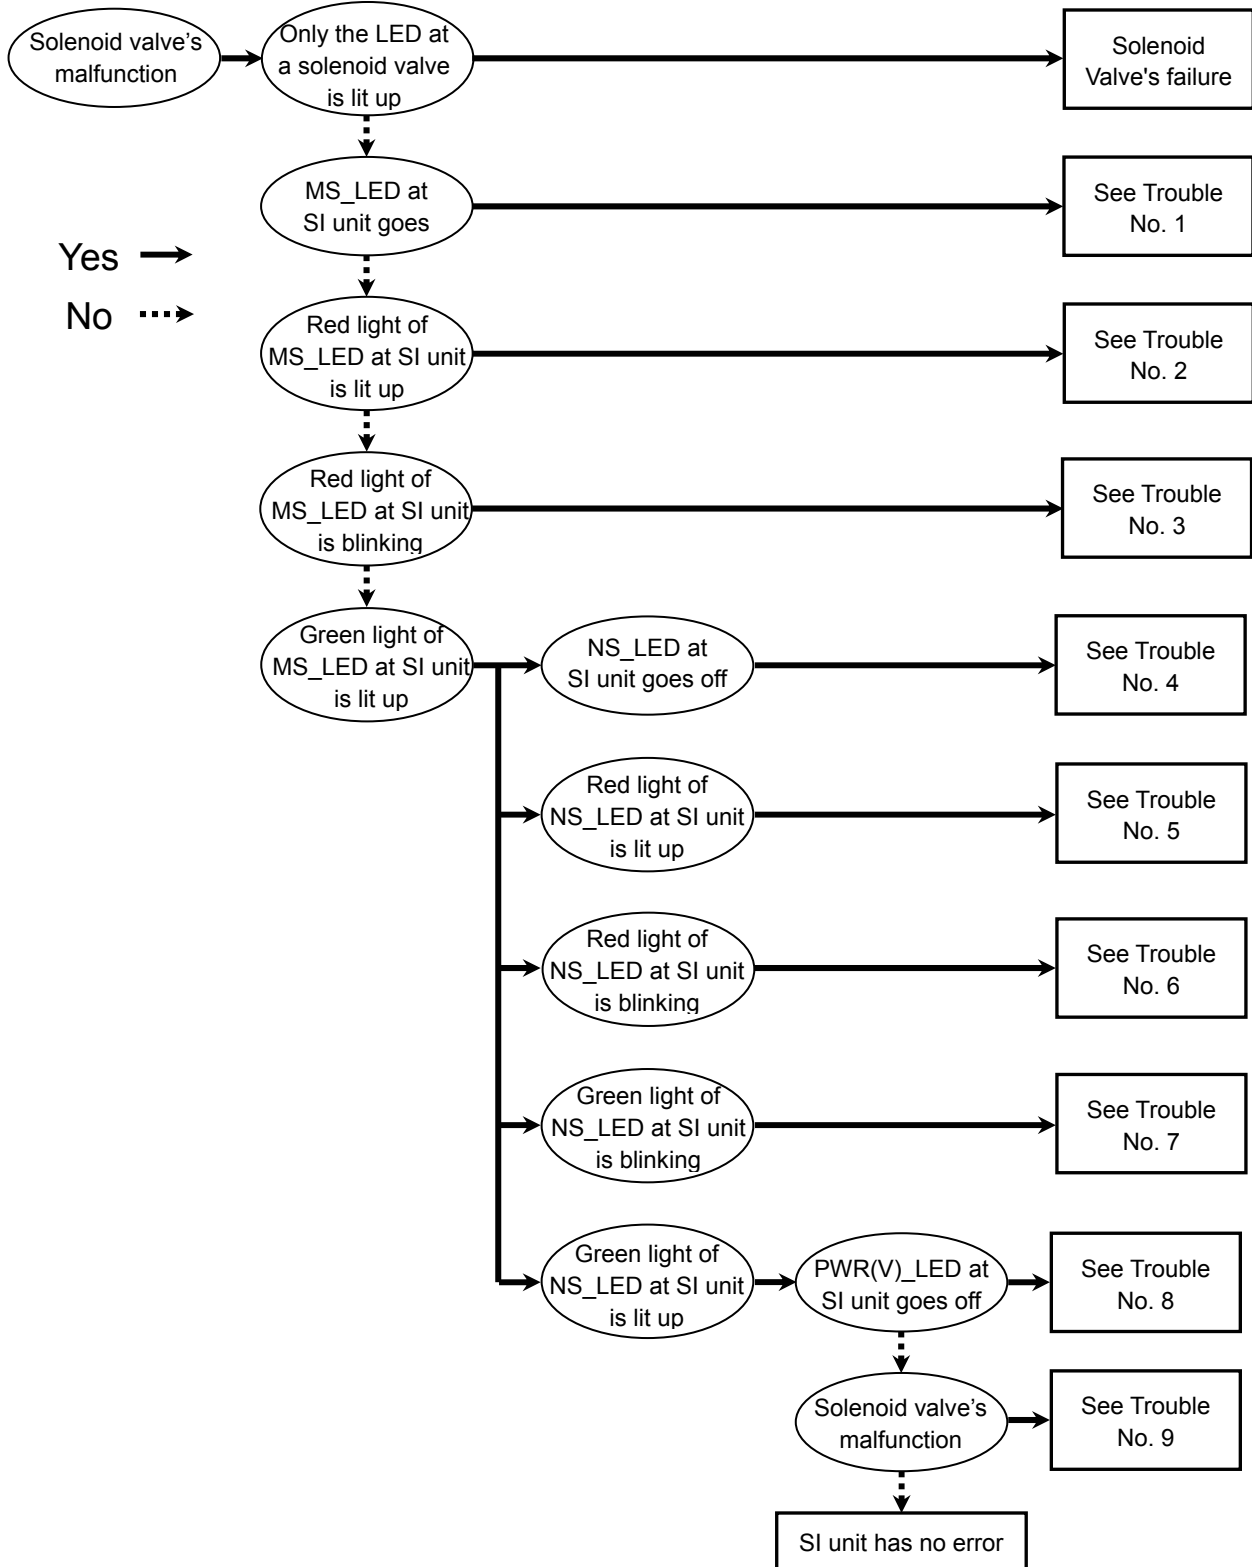 Solenoid valve’s
malfunction
Only the LED at
a solenoid valve
is lit up
Solenoid
Valve's failure
MS_LED at
SI unit goes
See Trouble
No. 1
Yes
No
Red light of
MS_LED at SI unit
is lit up
See Trouble
No. 2
Red light of
MS_LED at SI unit
is blinking
See Trouble
No. 3
Green light of
MS_LED at SI unit
is lit up
NS_LED at
SI unit goes off
See Trouble
No. 4
Red light of
NS_LED at SI unit
is lit up
See Trouble
No. 5
Red light of
NS_LED at SI unit
is blinking
See Trouble
No. 6
Green light of
NS_LED at SI unit
is blinking
See Trouble
No. 7
Green light of
NS_LED at SI unit
is lit up
PWR(V)_LED at
SI unit goes off
See Trouble
No. 8
Solenoid valve’s
malfunction
See Trouble
No. 9
SI unit has no error